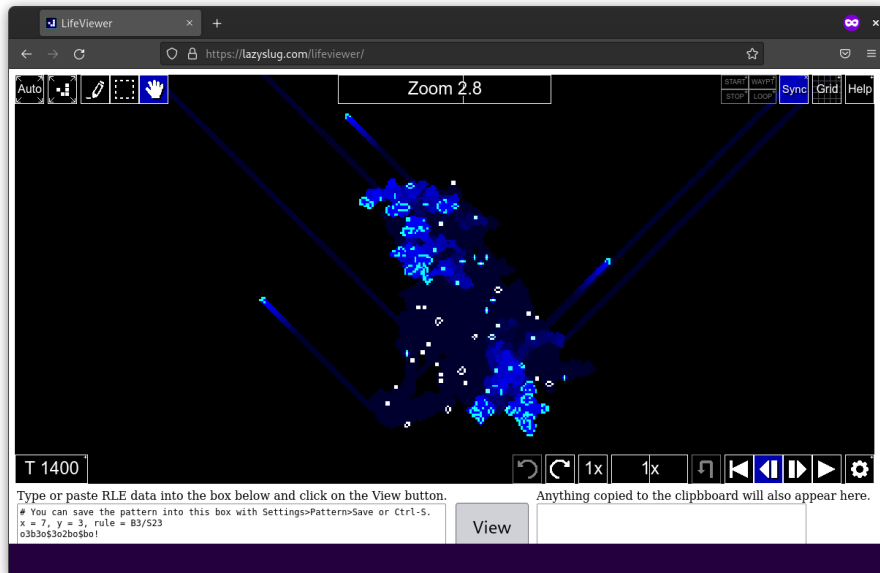 LifeViewer
https://lazyslug.com/lifeviewer/
Auto
Zoom 2.8
START WAYPT
STOP LOOP
Sync
Grid
Help
T 1400
1x
1x
Type or paste RLE data into the box below and click on the View button.
Anything copied to the clipbboard will also appear here.
# You can save the pattern into this box with Settings>Pattern>Save or Ctrl-S.
x = 7, y = 3, rule = B3/S23
o3b3o$3o2bo$bo!
View